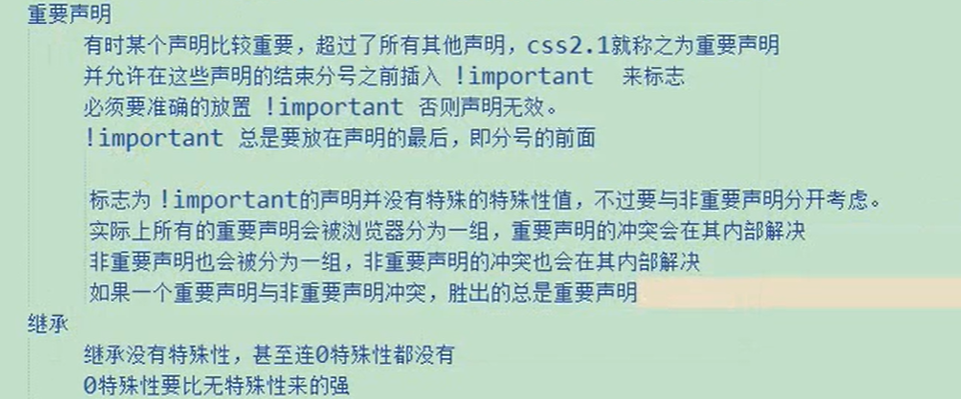 重要声明
有时某个声明比较重要，超过了所有其他声明，css2.1就称之为重要声明
并允许在这些声明的结束分号之前插入 !important 来标志
必须要准确的放置 !important 否则声明无效。
!important 总是要放在声明的最后，即分号的前面
标志为 !important的声明并没有特殊的特殊性值，不过要与非重要声明分开考虑。
实际上所有的重要声明会被浏览器分为一组，重要声明的冲突会在其内部解决
非重要声明也会被分为一组，非重要声明的冲突也会在其内部解决
如果一个重要声明与非重要声明冲突，胜出的总是重要声明
继承
继承没有特殊性，甚至连0特殊性都没有
0特殊性要比无特殊性来的强